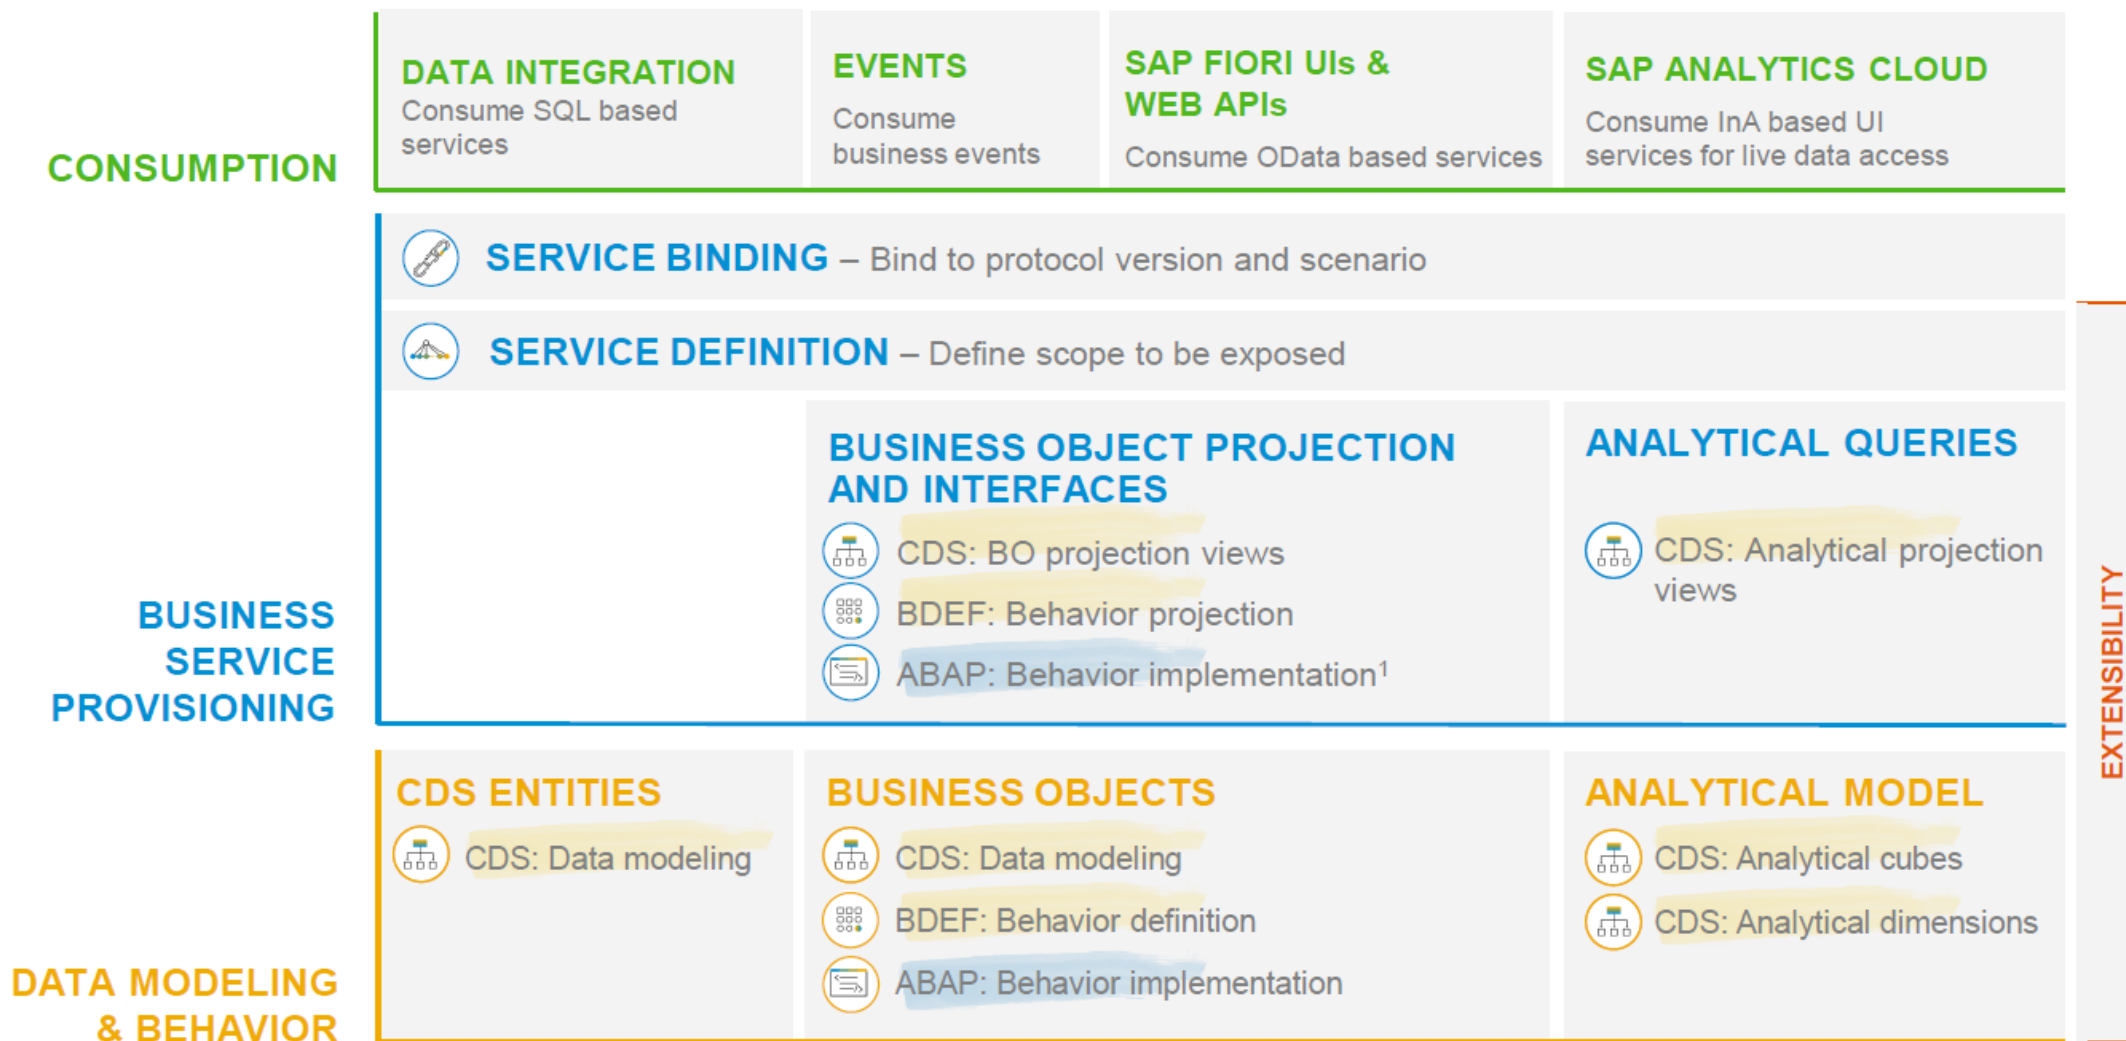 CONSUMPTION
DATA INTEGRATION
Consume SQL based
services
EVENTS
Consume
business events
SAP FIORI UIs &
WEB APIs
Consume OData based services
SAP ANALYTICS CLOUD
Consume InA based UI
services for live data access
BUSINESS
SERVICE
PROVISIONING
SERVICE BINDING – Bind to protocol version and scenario
SERVICE DEFINITION – Define scope to be exposed
BUSINESS OBJECT PROJECTION
AND INTERFACES
CDS: BO projection views
BDEF: Behavior projection
ABAP: Behavior implementation¹
ANALYTICAL QUERIES
CDS: Analytical projection
views
DATA MODELING
& BEHAVIOR
CDS ENTITIES
CDS: Data modeling
BUSINESS OBJECTS
CDS: Data modeling
BDEF: Behavior definition
ABAP: Behavior implementation
ANALYTICAL MODEL
CDS: Analytical cubes
CDS: Analytical dimensions
EXTENSIBILITY